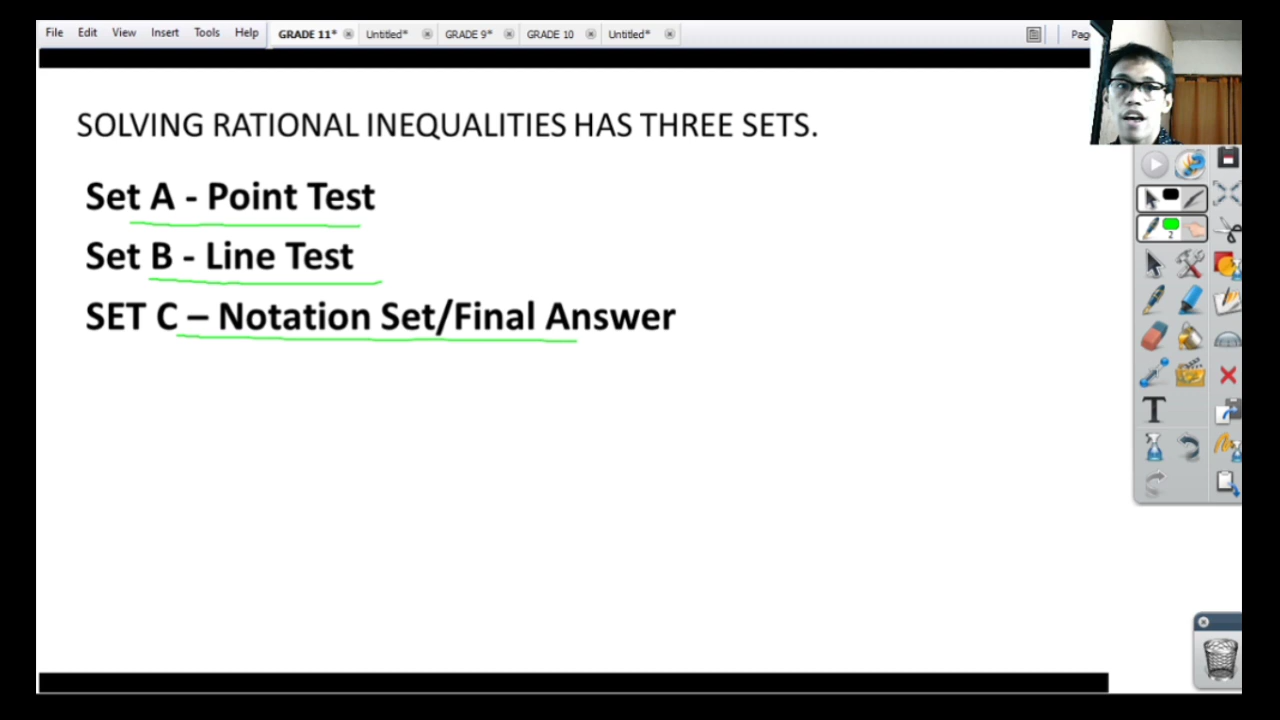 File Edit View Insert Tools Help GRADE 11* Untitled* GRADE 9* GRADE 10 Untitled*
SOLVING RATIONAL INEQUALITIES HAS THREE SETS.
Set A - Point Test
Set B - Line Test
SET C – Notation Set/Final Answer
2
T